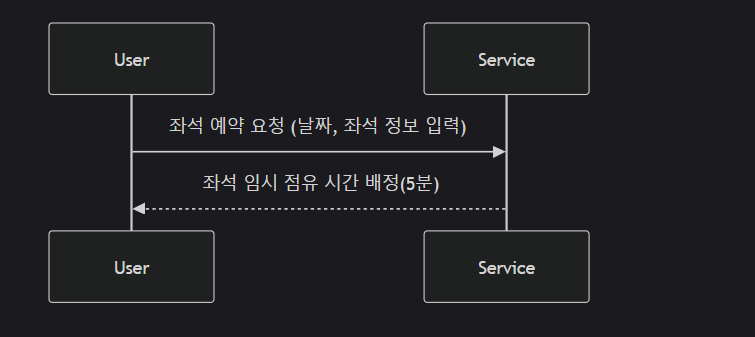 User
Service
좌석 예약 요청 (날짜, 좌석 정보 입력)
좌석 임시 점유 시간 배정(5분)
User
Service